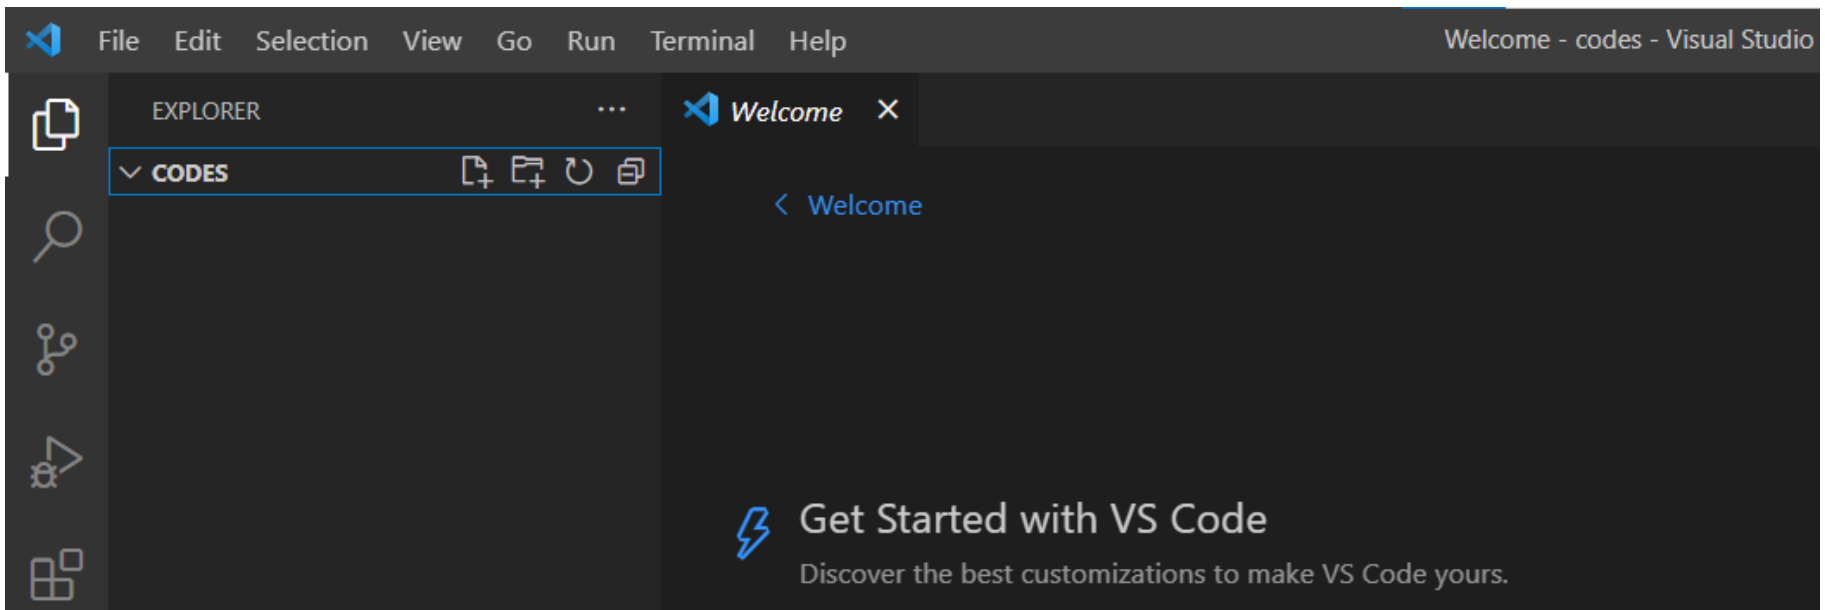 File Edit Selection View Go Run Terminal Help
Welcome - codes - Visual Studio
EXPLORER
Welcome
CODES
Welcome
Get Started with VS Code
Discover the best customizations to make VS Code yours.